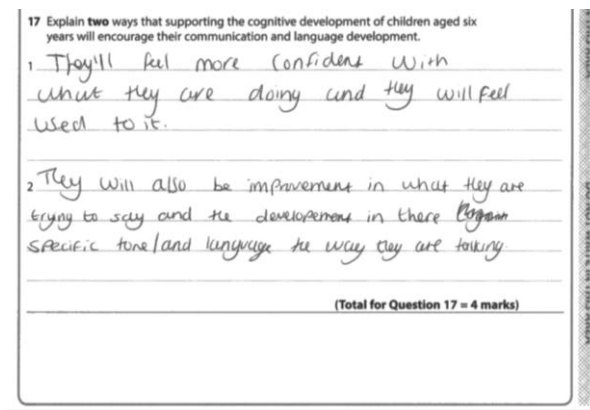 17 Explain two ways that supporting the cognitive development of children aged six
years will encourage their communication and language development.
1 They'll feel more confident with
what they are doing and they will feel
used to it.
2 They will also be improvement in what they are
tryng to say and the developement in there
specific tone/and language the way they are talking.
(Total for Question 17 = 4 marks)